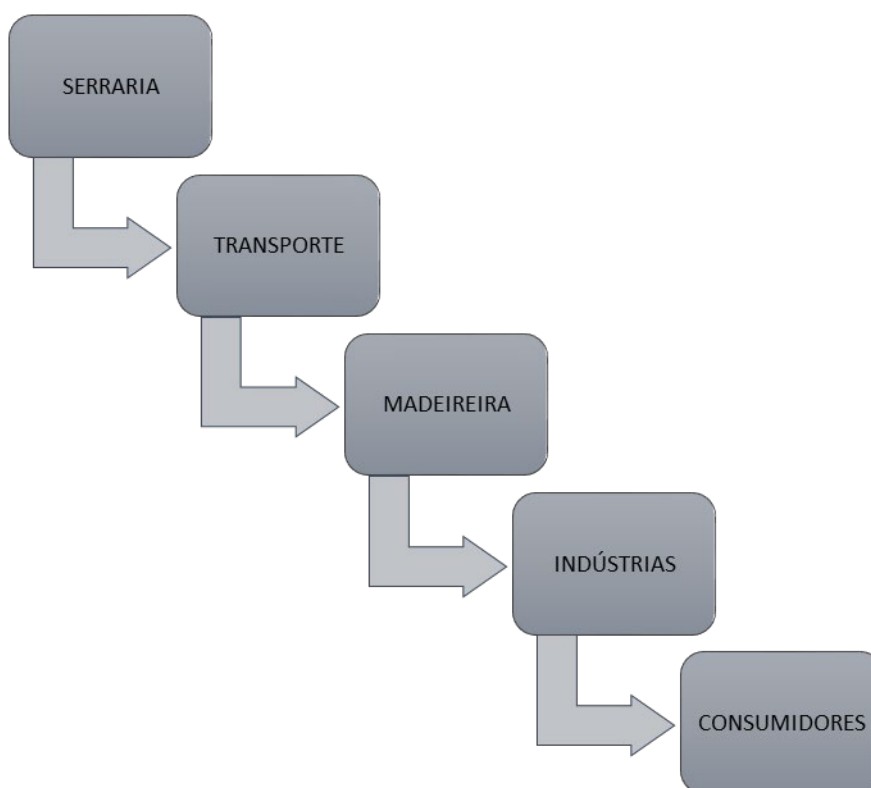 SERRARIA
TRANSPORTE
MADEIREIRA
INDÚSTRIAS
CONSUMIDORES